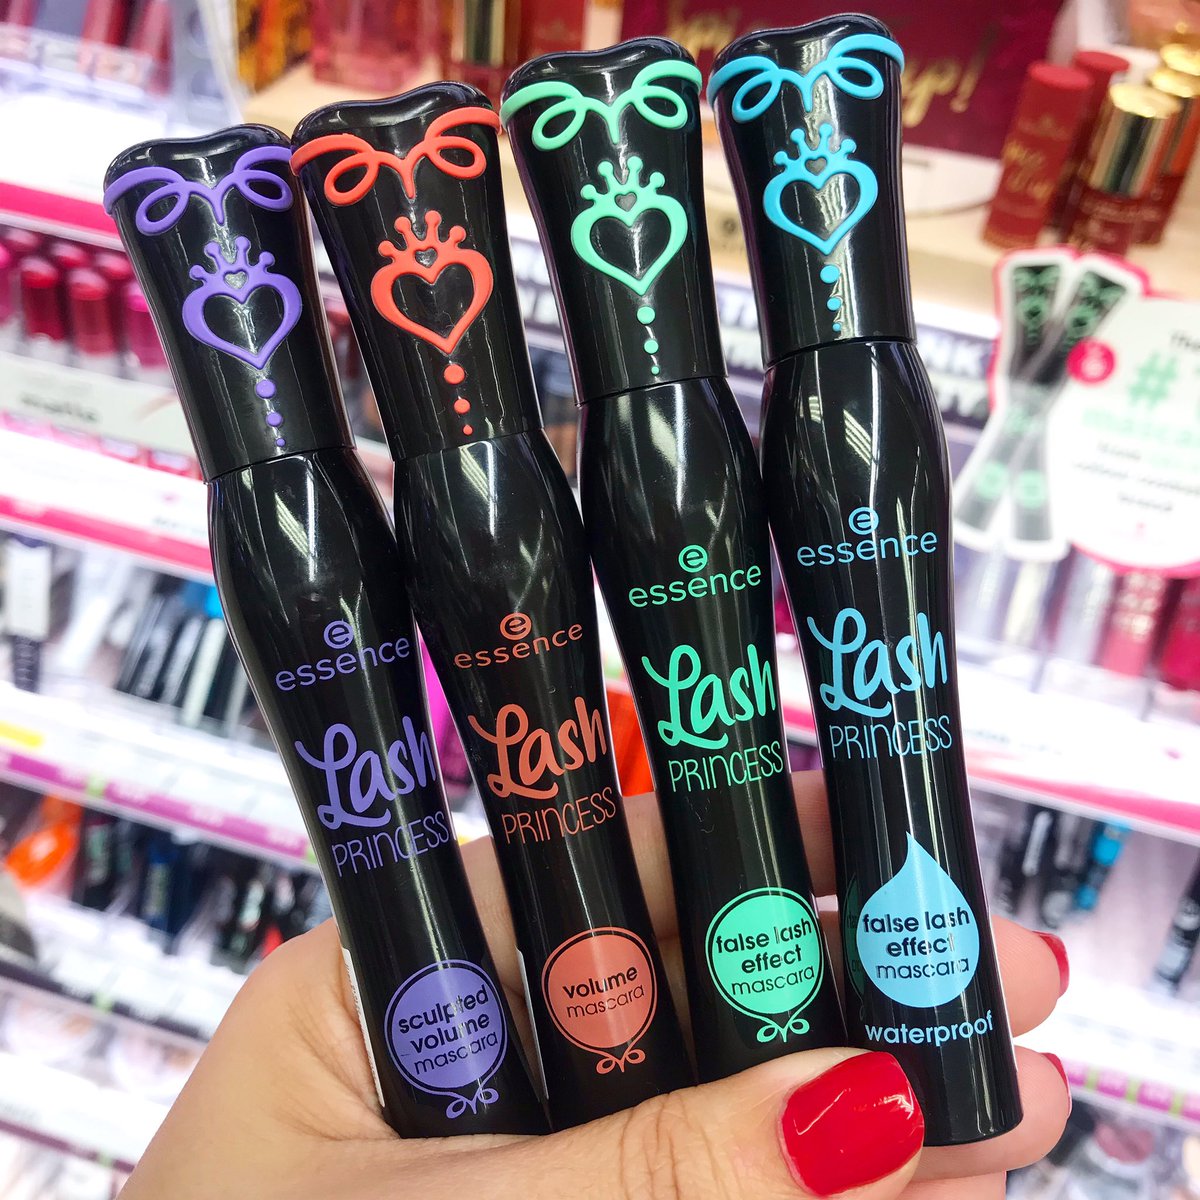 essence
Lash
PRINCESS
sculpted
volume
mascara
essence
Lash
PRINCESS
volume
mascara
essence
Lash
PRINCESS
false lash
effect
mascara
essence
Lash
PRINCESS
false lash
effect
mascara
waterproof
#